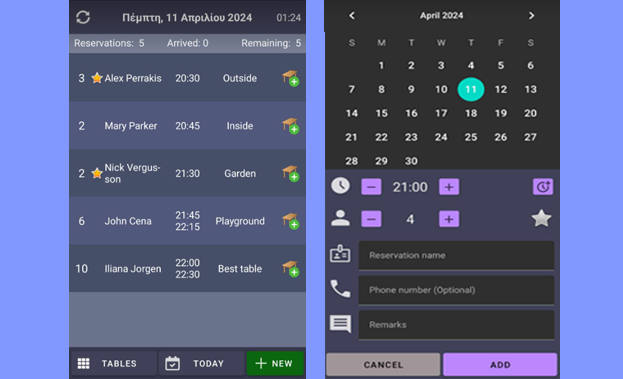 Πέμπτη, 11 Απριλίου 2024 01:24
Reservations: 5 Arrived: 0 Remaining: 5
3 Alex Perrakis 20:30 Outside
2 Mary Parker 20:45 Inside
2 Nick Vergus-
son 21:30 Garden
6 John Cena 21:45
22:15 Playground
10 Iliana Jorgen 22:00
22:30 Best table
TABLES TODAY + NEW
< April 2024 >
S M T W T F S
1 2 3 4 5 6
7 8 9 10 11 12 13
14 15 16 17 18 19 20
21 22 23 24 25 26 27
28 29 30
− 21:00 +
− 4 +
Reservation name
Phone number (Optional)
Remarks
CANCEL ADD